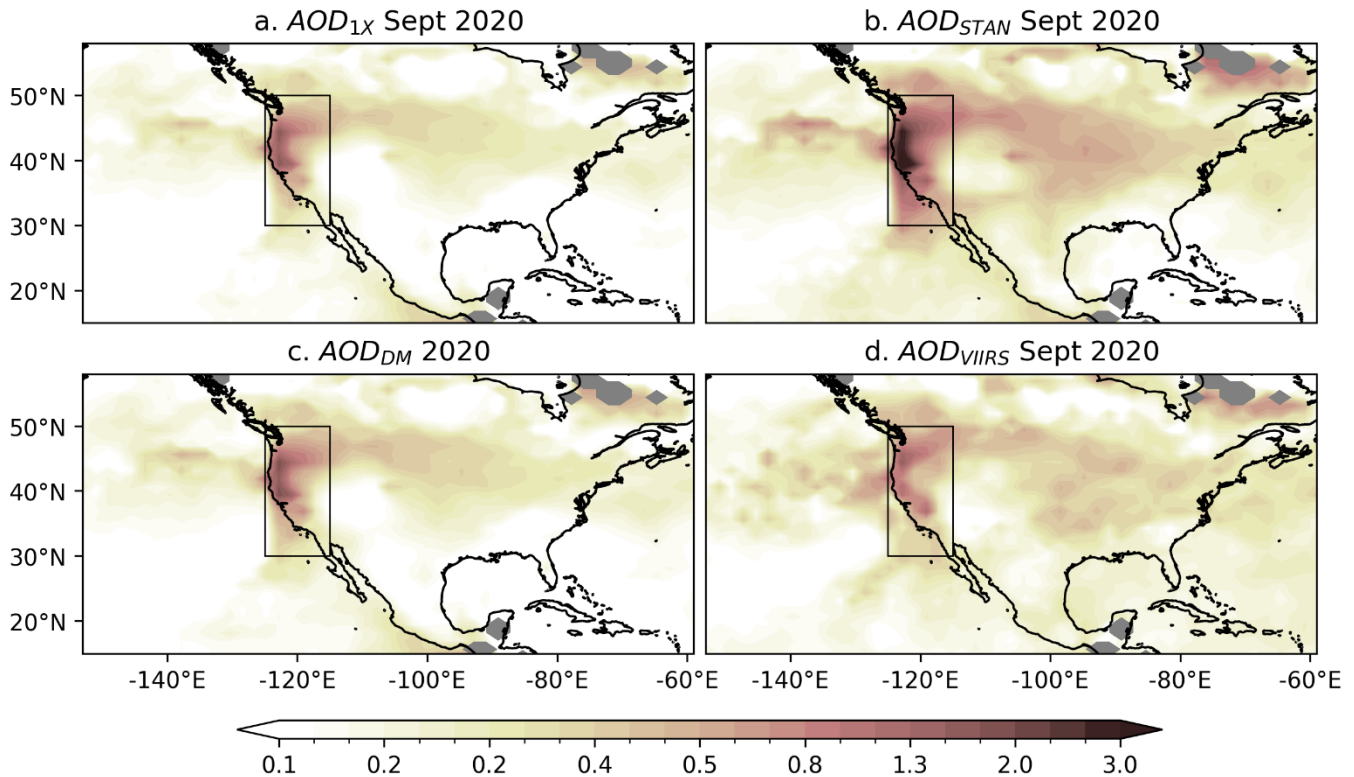 a. AOD1X Sept 2020
b. AODSTAN Sept 2020
50°N
40°N
30°N
20°N
c. AODDM 2020
d. AODVIIRS Sept 2020
50°N
40°N
30°N
20°N
-140°E -120°E -100°E -80°E -60°E
-140°E -120°E -100°E -80°E -60°E
0.1 0.2 0.2 0.4 0.5 0.8 1.3 2.0 3.0